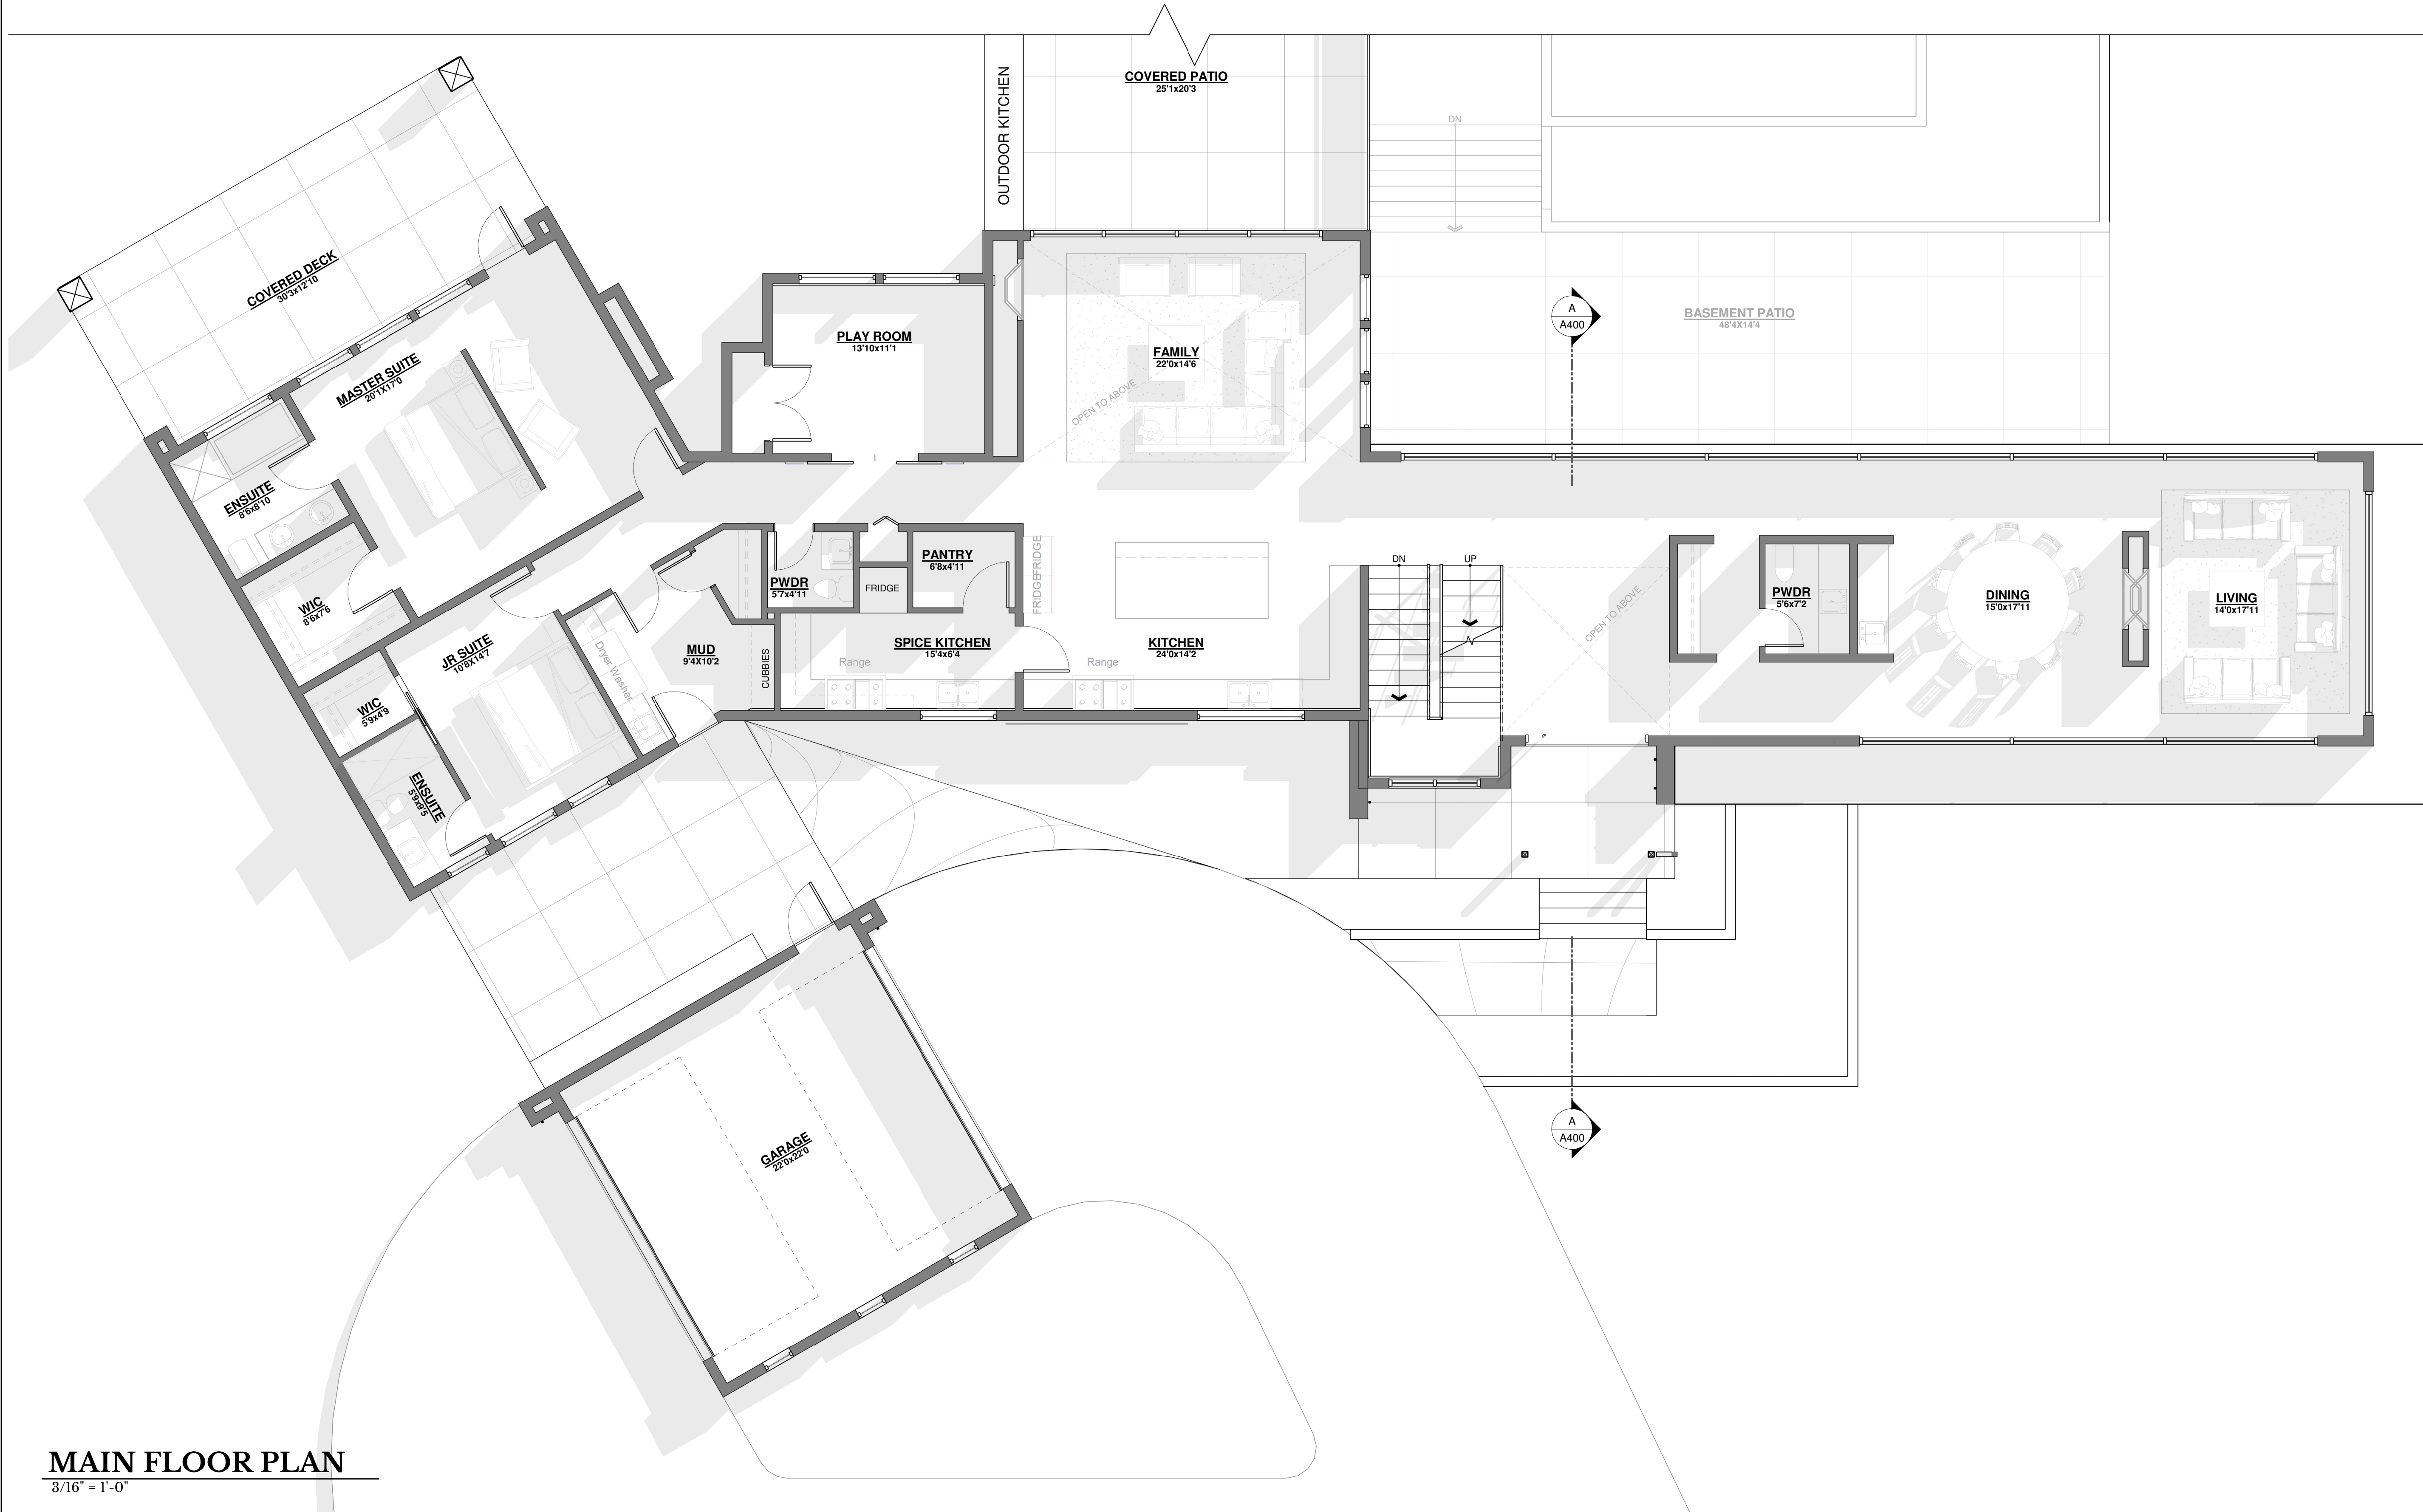 COVERED PATIO
25'1x20'3
OUTDOOR KITCHEN
DN
COVERED DECK
30'3x12'10
A
A400
BASEMENT PATIO
48'4X14'4
PLAY ROOM
13'10x11'1
FAMILY
22'0x14'6
OPEN TO ABOVE
MASTER SUITE
20'1X17'0
ENSUITE
8'6x8'10
WIC
8'6x7'6
PWDR
5'7x4'11
FRIDGE
PANTRY
6'8x4'11
FRIDGE
FRIDGE
DN
UP
OPEN TO ABOVE
PWDR
5'6x7'2
DINING
15'0x17'11
LIVING
14'0x17'11
JR SUITE
10'8X14'7
Dryer
Washer
MUD
9'4X10'2
CUBBIES
SPICE KITCHEN
15'4x6'4
Range
KITCHEN
24'0x14'2
Range
WIC
5'9x4'9
ENSUITE
5'9x9'5
GARAGE
22'0x22'0
A
A400
MAIN FLOOR PLAN
3/16" = 1'-0"